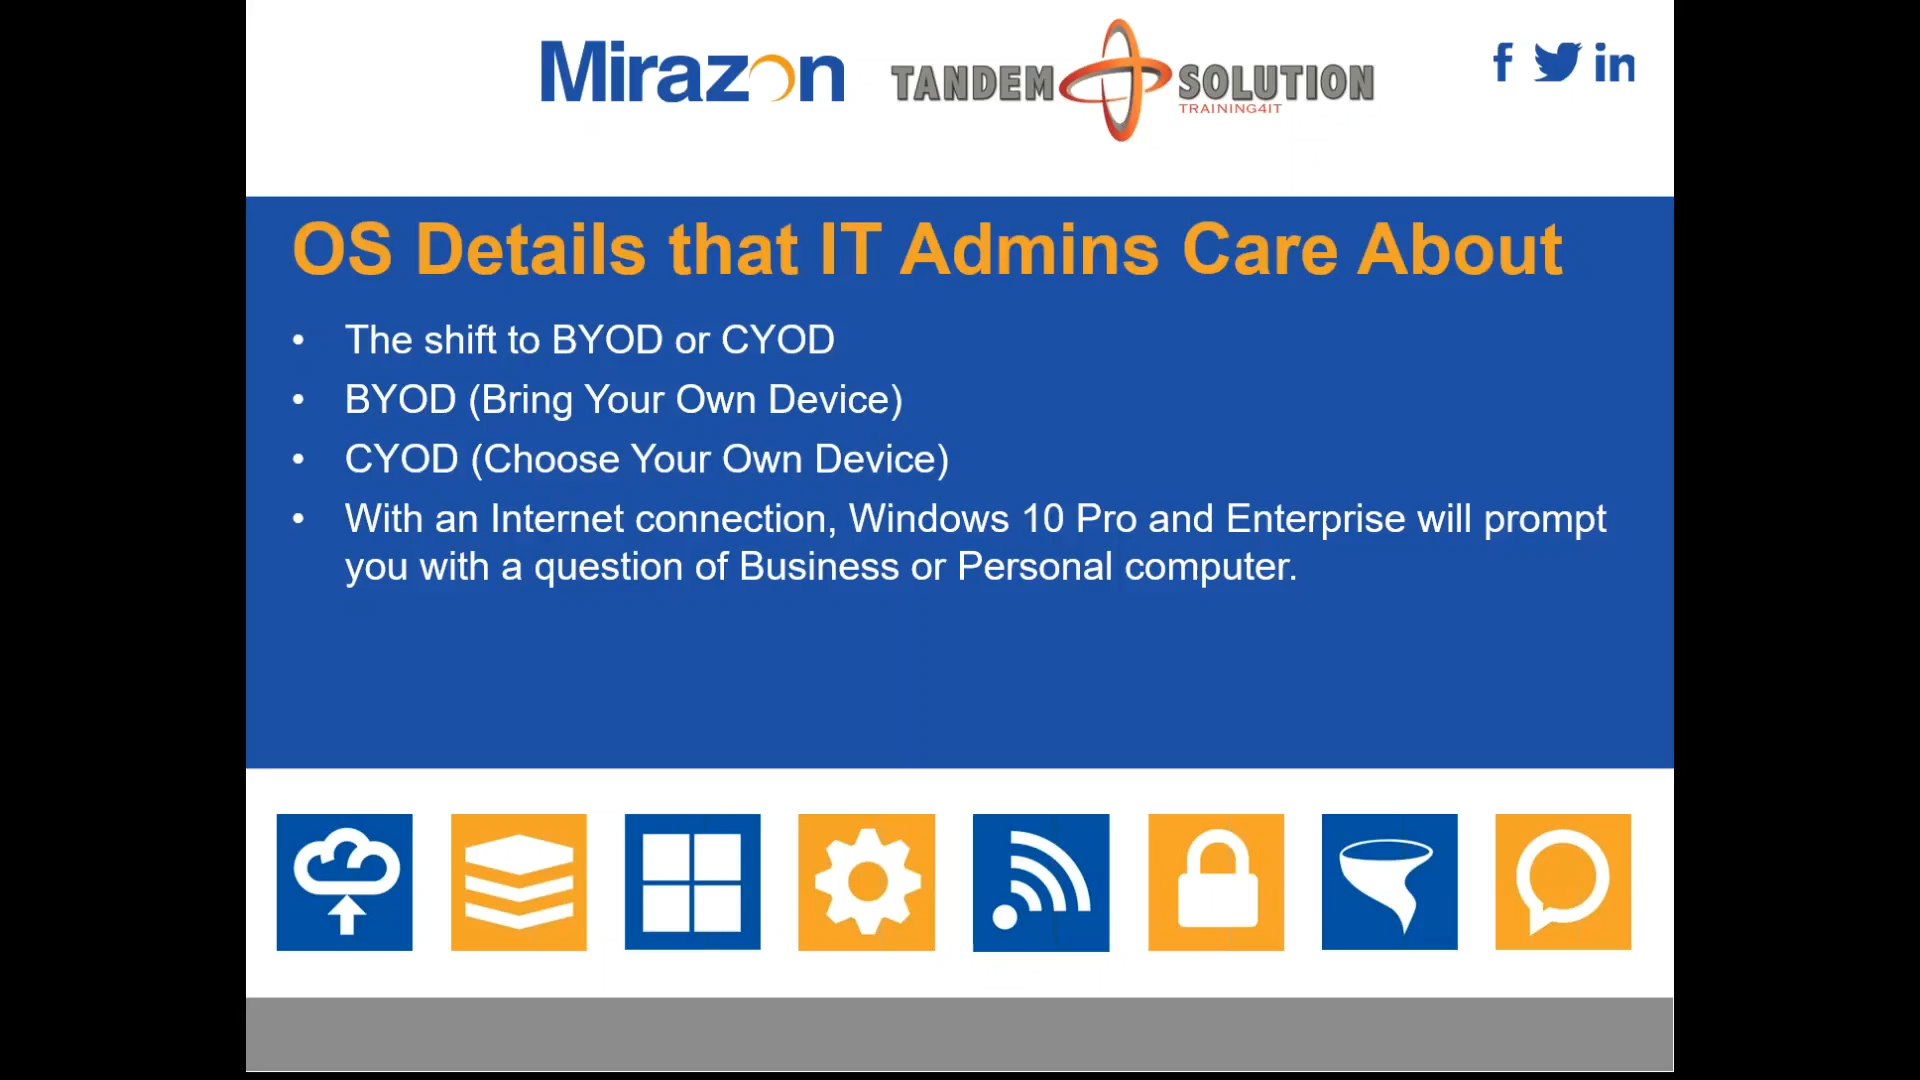 Mirazon TANDEM SOLUTION
TRAINING4IT
f in
OS Details that IT Admins Care About
• The shift to BYOD or CYOD
• BYOD (Bring Your Own Device)
• CYOD (Choose Your Own Device)
• With an Internet connection, Windows 10 Pro and Enterprise will prompt
you with a question of Business or Personal computer.